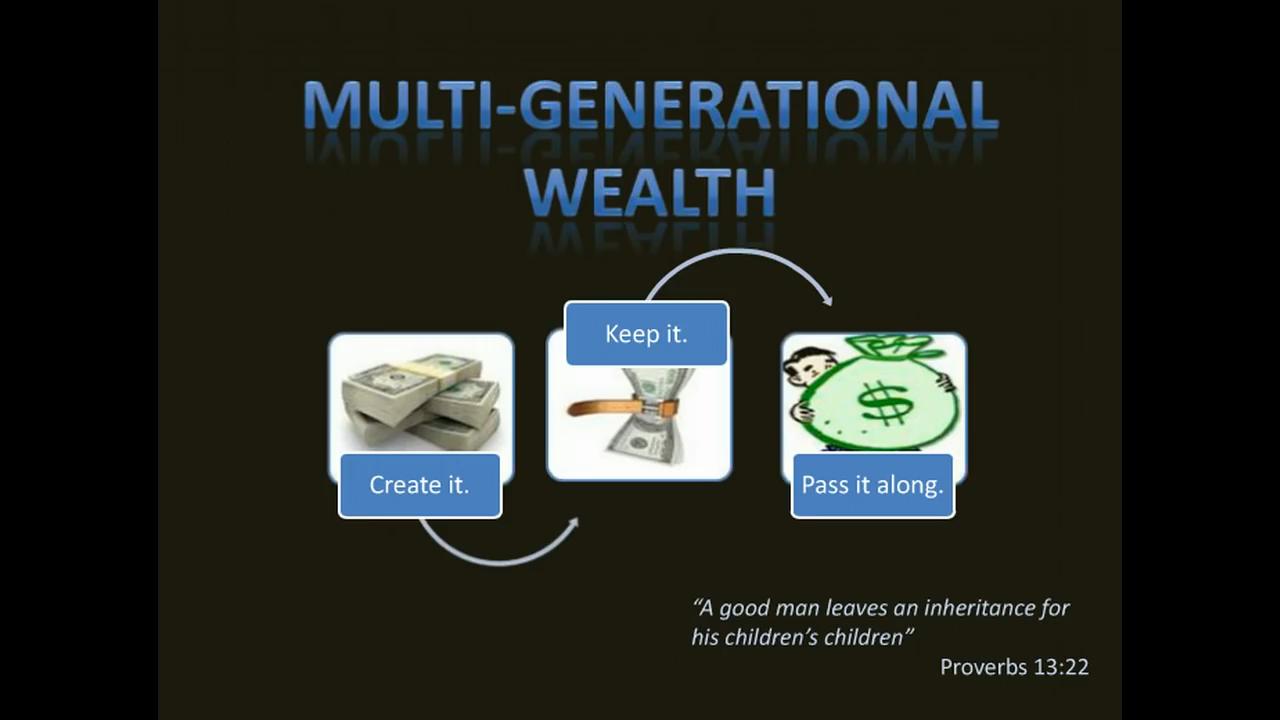 MULTI-GENERATIONAL
WEALTH
Create it.
Keep it.
Pass it along.
$
“A good man leaves an inheritance for
his children’s children”
Proverbs 13:22